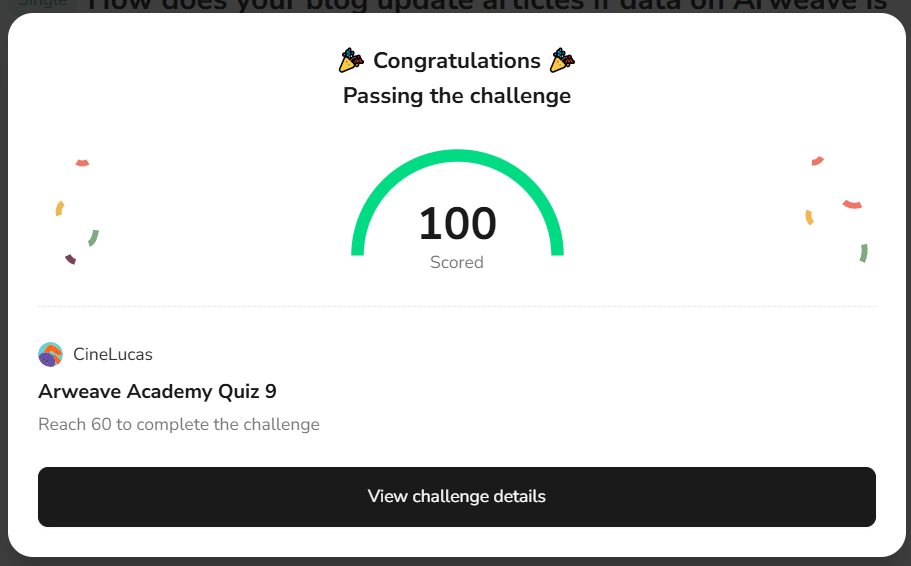 Single How does your blog update articles if data on Arweave is
Congratulations
Passing the challenge
100
Scored
CineLucas
Arweave Academy Quiz 9
Reach 60 to complete the challenge
View challenge details